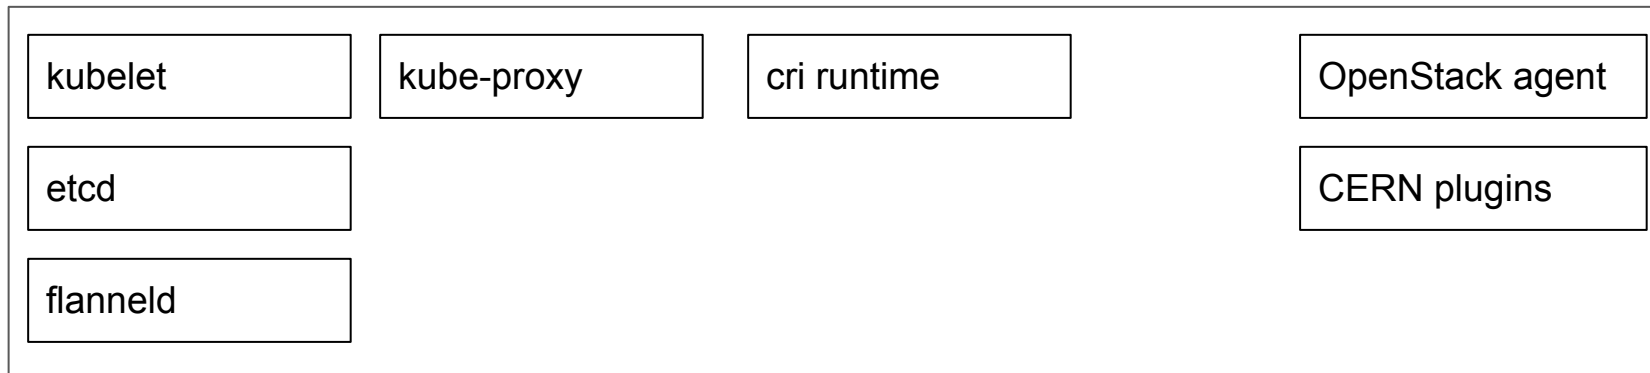 kubelet
kube-proxy
cri runtime
OpenStack agent
etcd
CERN plugins
flanneld